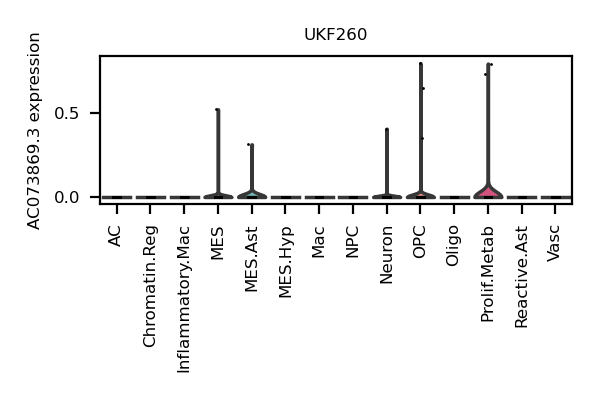 UKF260
AC073869.3 expression
0.5
0.0
AC
Chromatin.Reg
Inflammatory.Mac
MES
MES.Ast
MES.Hyp
Mac
NPC
Neuron
OPC
Oligo
Prolif.Metab
Reactive.Ast
Vasc